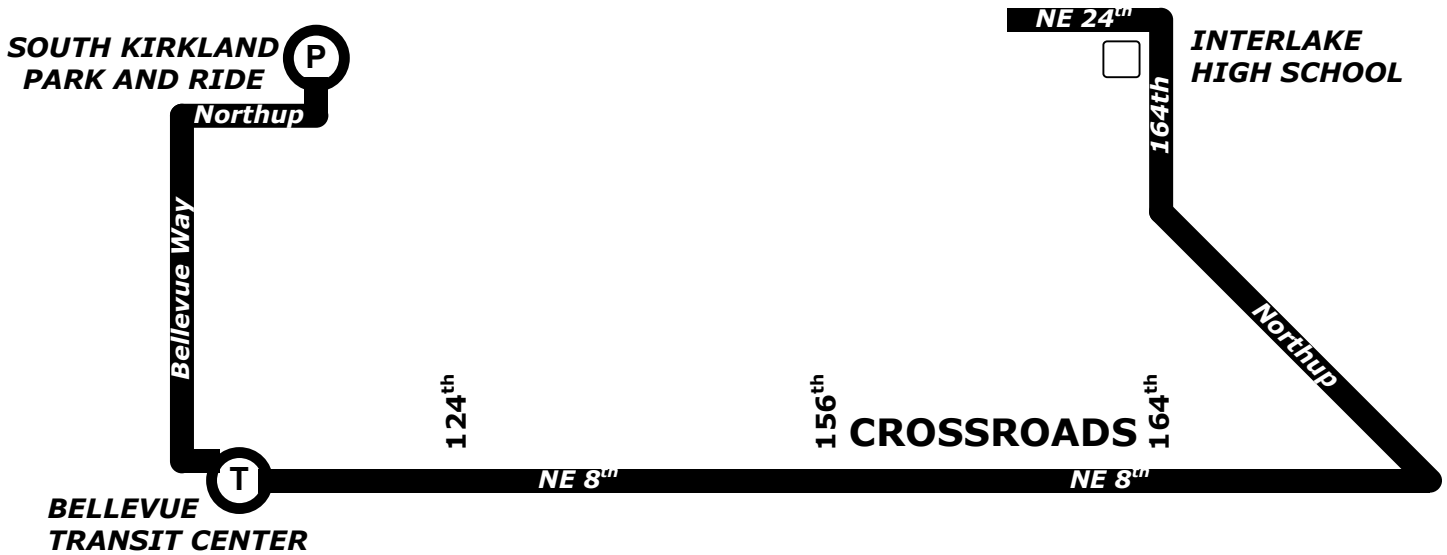 NE 24th
SOUTH KIRKLAND
PARK AND RIDE
P
INTERLAKE
HIGH SCHOOL
Northup
164th
Bellevue Way
Northup
124th
156th
CROSSROADS
164th
T
NE 8th
NE 8th
BELLEVUE
TRANSIT CENTER